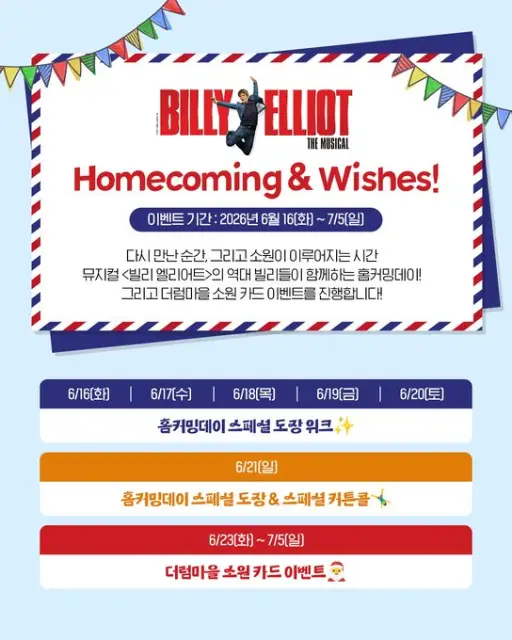 BILLY ELLIOT
THE MUSICAL
Homecoming & Wishes!
이벤트 기간 : 2026년 6월 16(화) ~ 7/5(일)
다시 만난 순간, 그리고 소원이 이루어지는 시간
뮤지컬 <빌리 엘리어트>의 역대 빌리들이 함께하는 홈커밍데이!
그리고 더럼마을 소원 카드 이벤트를 진행합니다!
6/16(화) | 6/17(수) | 6/18(목) | 6/19(금) | 6/20(토)
홈커밍데이 스페셜 도장 위크✨
6/21(일)
홈커밍데이 스페셜 도장 & 스페셜 커튼콜🤸‍♂️
6/23(화) ~ 7/5(일)
더럼마을 소원 카드 이벤트🎅